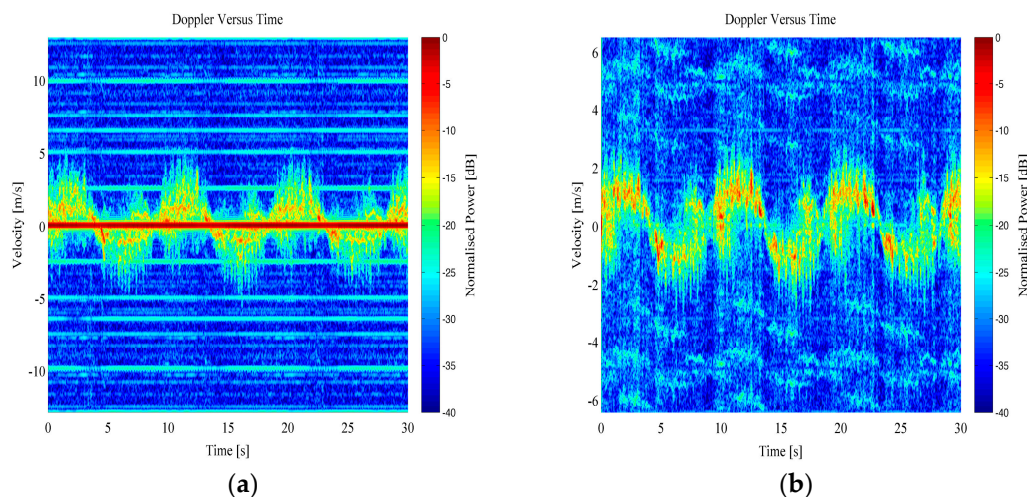 Doppler Versus Time
Velocity [m/s]
10
5
0
-5
-10
0 5 10 15 20 25 30
Time [s]
0
-5
-10
-15
-20
-25
-30
-35
-40
Normalised Power [dB]
(a)
Doppler Versus Time
Velocity [m/s]
6
4
2
0
-2
-4
-6
0 5 10 15 20 25 30
Time [s]
0
-5
-10
-15
-20
-25
-30
-35
-40
Normalised Power [dB]
(b)